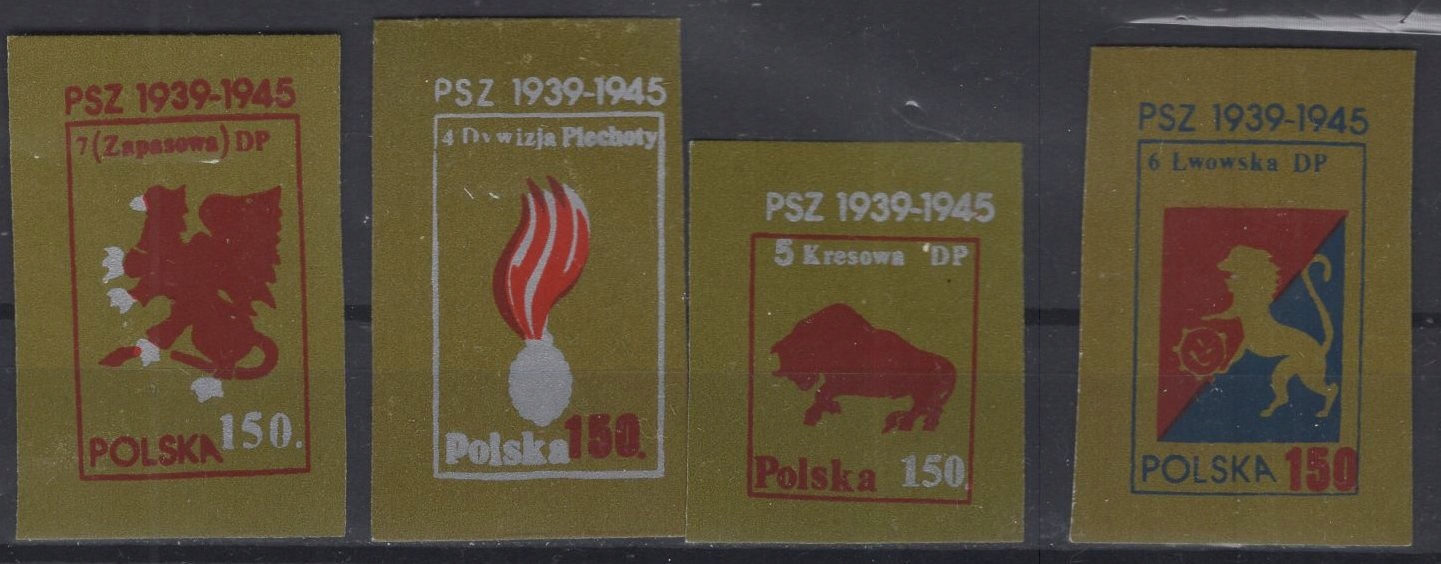 PSZ 1939-1945
7 (Zapasowa) DP
POLSKA 150.
PSZ 1939-1945
4 Dywizja Piechoty
Polska 150.
PSZ 1939-1945
5 Kresowa DP
Polska 150.
PSZ 1939-1945
6 Lwowska DP
POLSKA 150